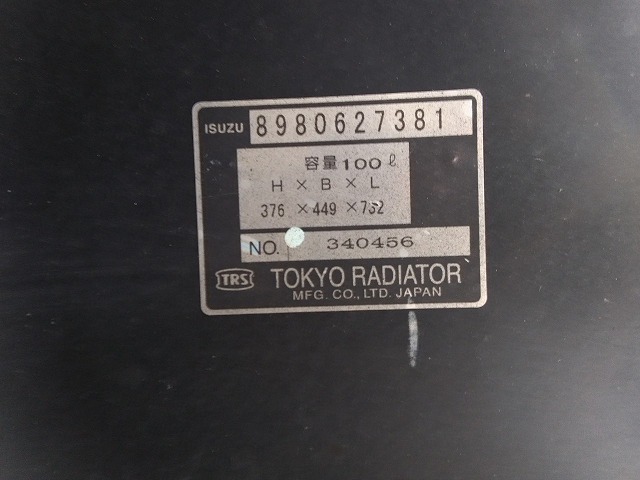 ISUZU 8980627381
容量100ℓ
H × B × L
376 ×449 ×732
NO. 340456
TRS TOKYO RADIATOR
MFG. CO., LTD. JAPAN